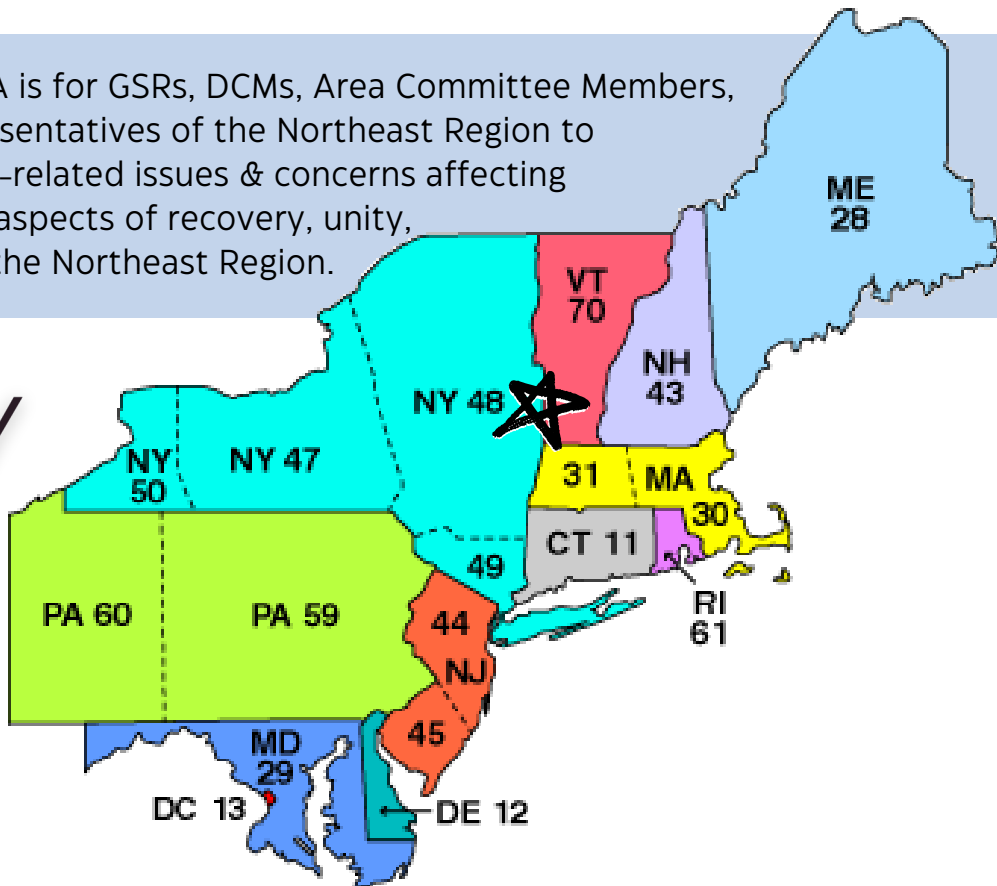 A is for GSRs, DCMs, Area Committee Members,
sentatives of the Northeast Region to
-related issues & concerns affecting
aspects of recovery, unity,
the Northeast Region.
ME
28
VT
70
NH
43
NY 48
NY
50
NY 47
31
MA
30
CT 11
49
RI
61
PA 60
PA 59
44
NJ
45
MD
29
DC 13
DE 12